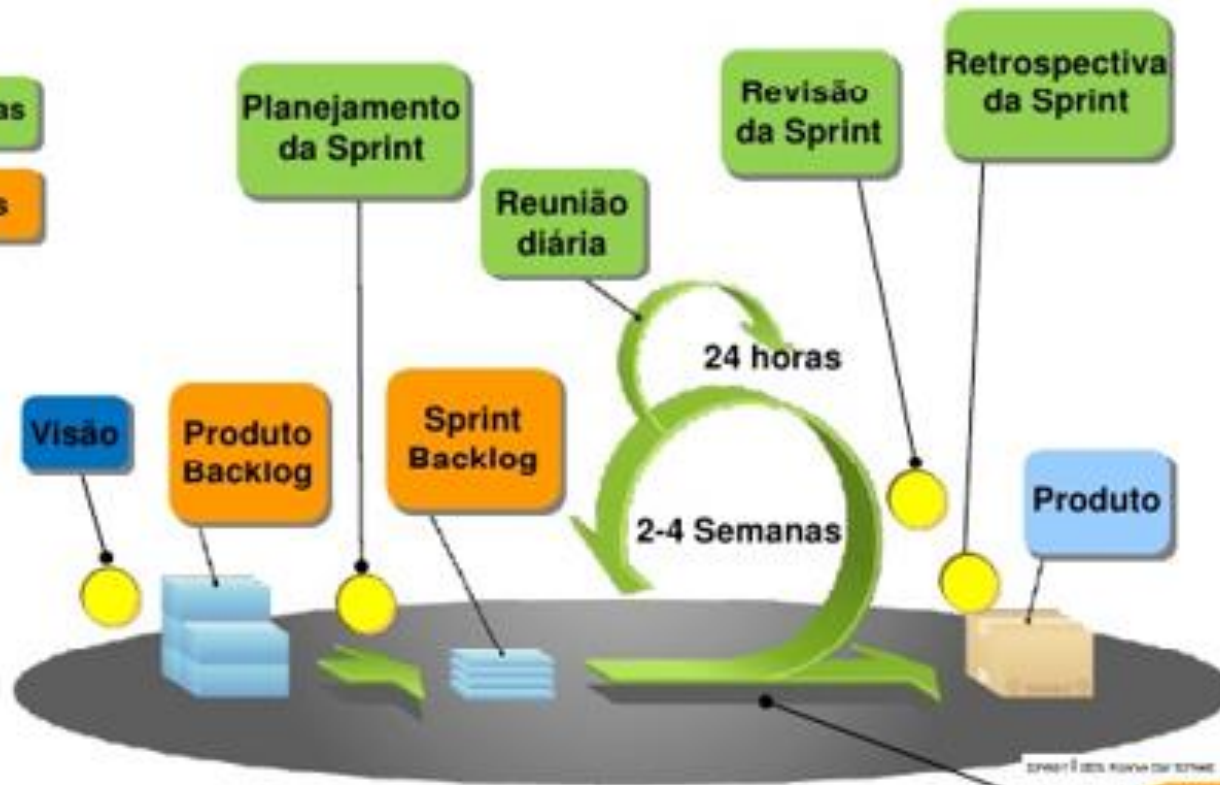 as
s
Planejamento
da Sprint
Revisão
da Sprint
Retrospectiva
da Sprint
Reunião
diária
24 horas
Visão
Produto
Backlog
Sprint
Backlog
2-4 Semanas
Produto